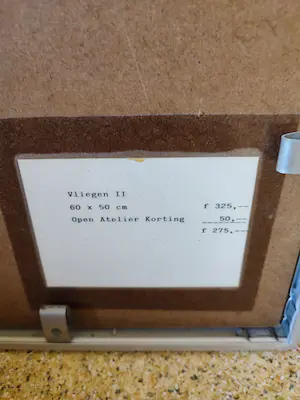 Vliegen II
60 x 50 cm f 325,--
Open Atelier Korting 50,--
f 275,--